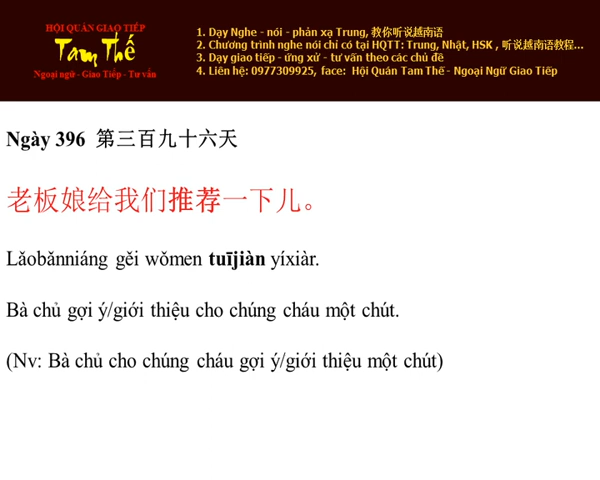 HỘI QUÁN GIAO TIẾP
Tam Thế
Ngoại ngữ - Giao Tiếp - Tư vấn
1. Dạy Nghe - nói - phản xạ Trung, 教你听说越南语
2. Chương trình nghe nói chỉ có tại HQTT: Trung, Nhật, HSK , 听说越南语教程...
3. Dạy giao tiếp - ứng xử - tư vấn theo các chủ đề
4. Liên hệ: 0977309925, face: Hội Quán Tam Thế - Ngoại Ngữ Giao Tiếp
Ngày 396 第三百九十六天
老板娘给我们推荐一下儿。
Lǎobǎnniáng gěi wǒmen tuījiàn yíxiàr.
Bà chủ gợi ý/giới thiệu cho chúng cháu một chút.
(Nv: Bà chủ cho chúng cháu gợi ý/giới thiệu một chút)